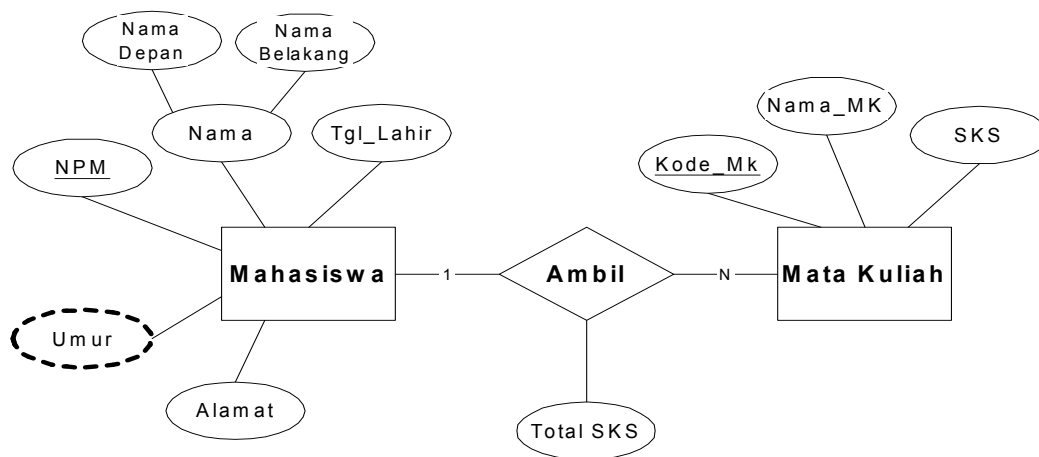 Nama
Depan
Nama
Belakang
Nama
Tgl_Lahir
NPM
Nama_MK
SKS
Kode_Mk
Mahasiswa
1
Ambil
N
Mata Kuliah
Umur
Alamat
Total SKS